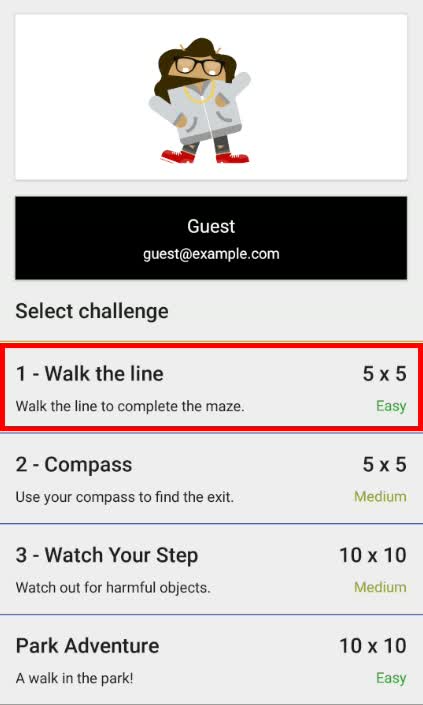 Guest
guest@example.com
Select challenge
1 - Walk the line 5 x 5
Walk the line to complete the maze. Easy
2 - Compass 5 x 5
Use your compass to find the exit. Medium
3 - Watch Your Step 10 x 10
Watch out for harmful objects. Medium
Park Adventure 10 x 10
A walk in the park! Easy